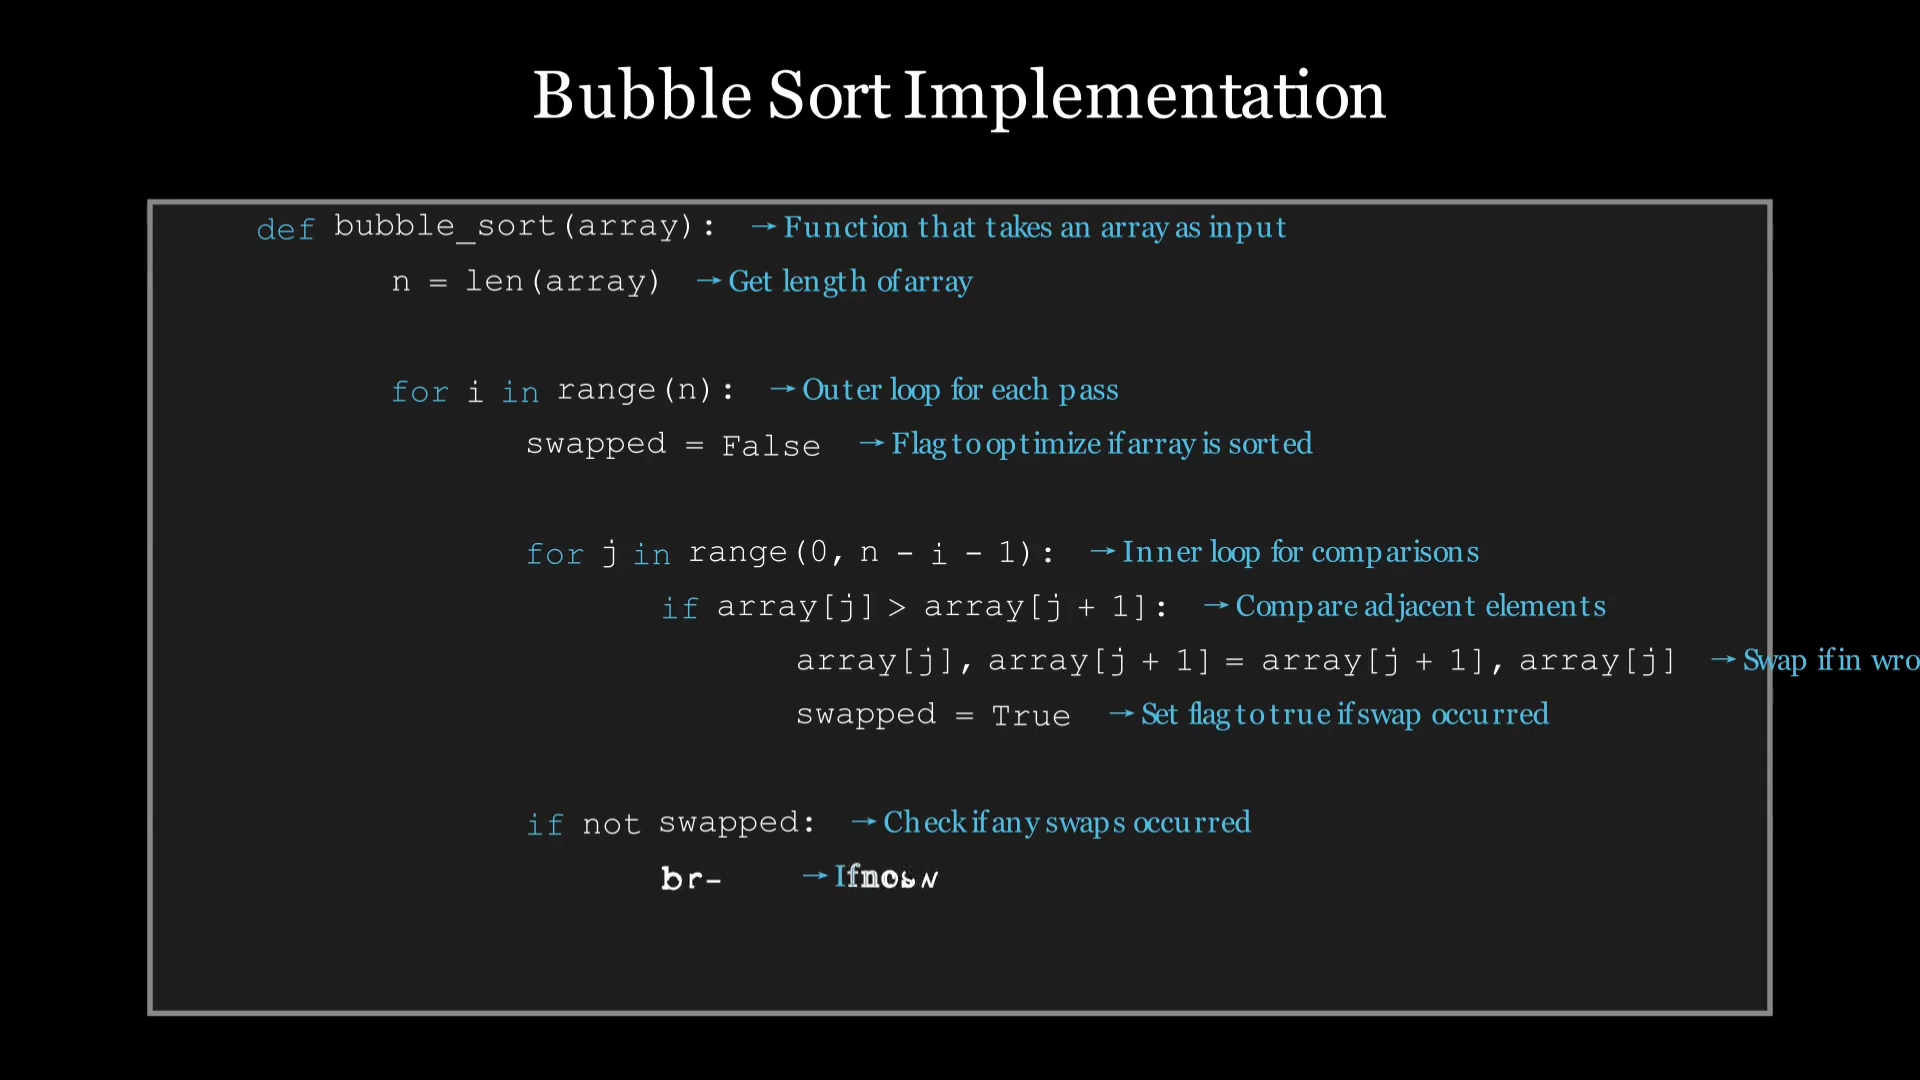 Bubble Sort Implementation
def bubble_sort(array): → Function that takes an array as input
n = len(array) → Get length of array
for i in range(n): → Outer loop for each pass
swapped = False → Flag to optimize if array is sorted
for j in range(0, n - i - 1): → Inner loop for comparisons
if array[j] > array[j + 1]: → Compare adjacent elements
array[j], array[j + 1] = array[j + 1], array[j] → Swap if in wro
swapped = True → Set flag to true if swap occurred
if not swapped: → Check if any swaps occurred
br → If no